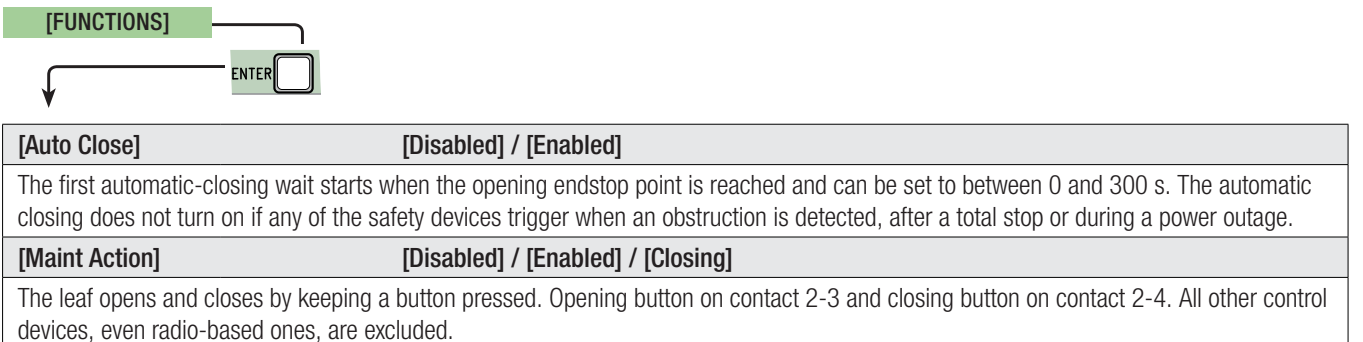 [FUNCTIONS]
ENTER
[Auto Close] [Disabled] / [Enabled]
The first automatic-closing wait starts when the opening endstop point is reached and can be set to between 0 and 300 s. The automatic
closing does not turn on if any of the safety devices trigger when an obstruction is detected, after a total stop or during a power outage.
[Maint Action] [Disabled] / [Enabled] / [Closing]
The leaf opens and closes by keeping a button pressed. Opening button on contact 2-3 and closing button on contact 2-4. All other control
devices, even radio-based ones, are excluded.